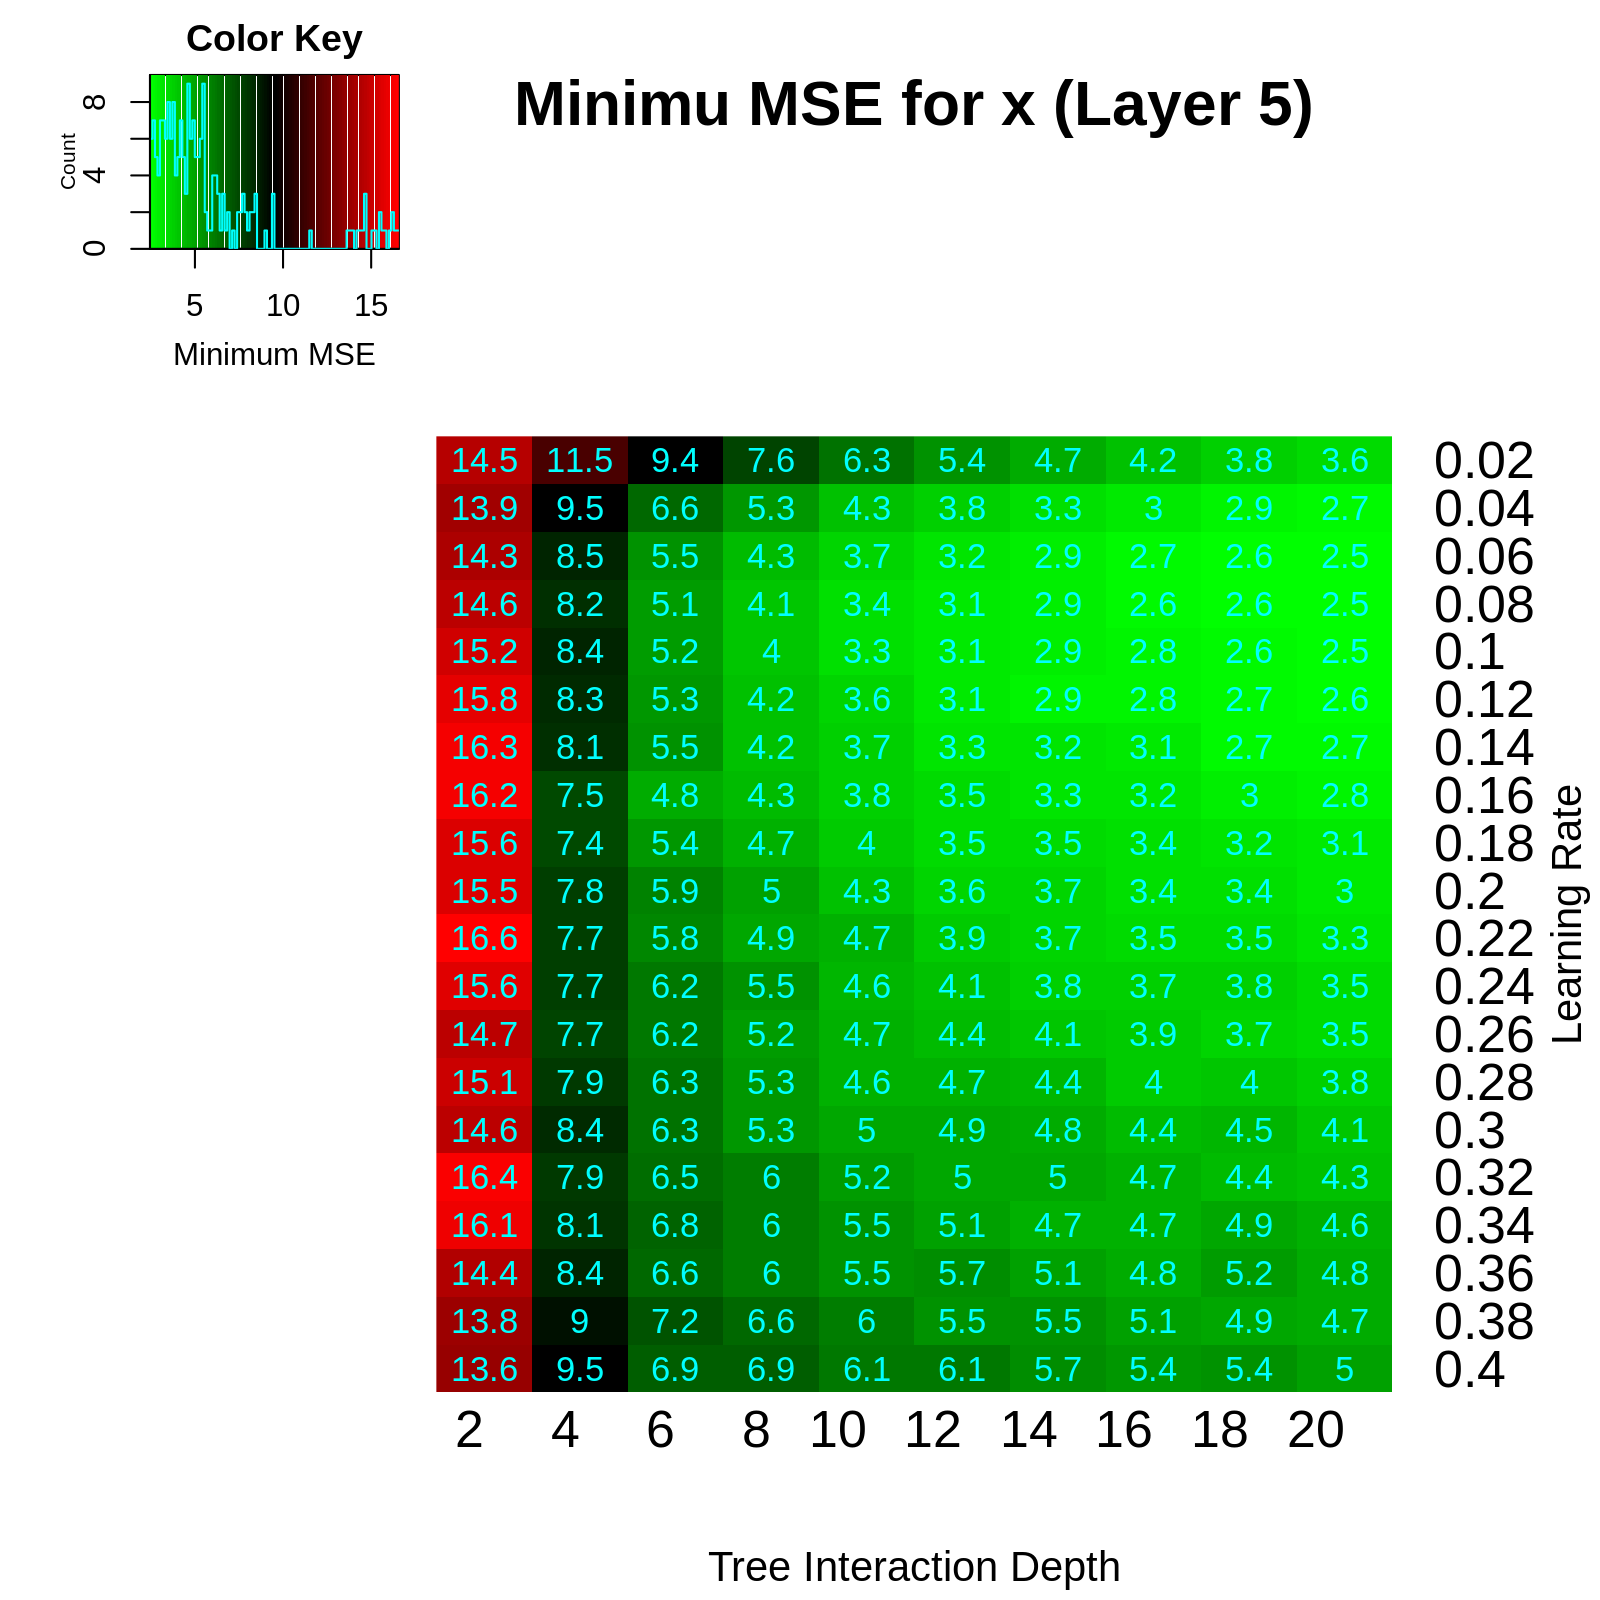 Color Key
Minimu MSE for x (Layer 5)
Count
8
4
0
5 10 15
Minimum MSE
14.5 11.5 9.4 7.6 6.3 5.4 4.7 4.2 3.8 3.6 0.02
13.9 9.5 6.6 5.3 4.3 3.8 3.3 3 2.9 2.7 0.04
14.3 8.5 5.5 4.3 3.7 3.2 2.9 2.7 2.6 2.5 0.06
14.6 8.2 5.1 4.1 3.4 3.1 2.9 2.6 2.6 2.5 0.08
15.2 8.4 5.2 4 3.3 3.1 2.9 2.8 2.6 2.5 0.1
15.8 8.3 5.3 4.2 3.6 3.1 2.9 2.8 2.7 2.6 0.12
16.3 8.1 5.5 4.2 3.7 3.3 3.2 3.1 2.7 2.7 0.14
16.2 7.5 4.8 4.3 3.8 3.5 3.3 3.2 3 2.8 0.16
15.6 7.4 5.4 4.7 4 3.5 3.5 3.4 3.2 3.1 0.18
15.5 7.8 5.9 5 4.3 3.6 3.7 3.4 3.4 3 0.2
16.6 7.7 5.8 4.9 4.7 3.9 3.7 3.5 3.5 3.3 0.22
15.6 7.7 6.2 5.5 4.6 4.1 3.8 3.7 3.8 3.5 0.24
14.7 7.7 6.2 5.2 4.7 4.4 4.1 3.9 3.7 3.5 0.26
15.1 7.9 6.3 5.3 4.6 4.7 4.4 4 4 3.8 0.28
14.6 8.4 6.3 5.3 5 4.9 4.8 4.4 4.5 4.1 0.3
16.4 7.9 6.5 6 5.2 5 5 4.7 4.4 4.3 0.32
16.1 8.1 6.8 6 5.5 5.1 4.7 4.7 4.9 4.6 0.34
14.4 8.4 6.6 6 5.5 5.7 5.1 4.8 5.2 4.8 0.36
13.8 9 7.2 6.6 6 5.5 5.5 5.1 4.9 4.7 0.38
13.6 9.5 6.9 6.9 6.1 6.1 5.7 5.4 5.4 5 0.4
Learning Rate
2 4 6 8 10 12 14 16 18 20
Tree Interaction Depth